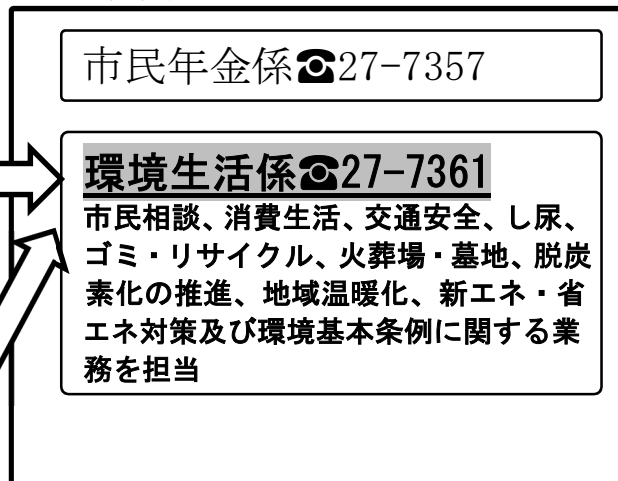 市民年金係☎27-7357
環境生活係☎27-7361
市民相談、消費生活、交通安全、し尿、
ゴミ・リサイクル、火葬場・墓地、脱炭
素化の推進、地域温暖化、新エネ・省
エネ対策及び環境基本条例に関する業
務を担当